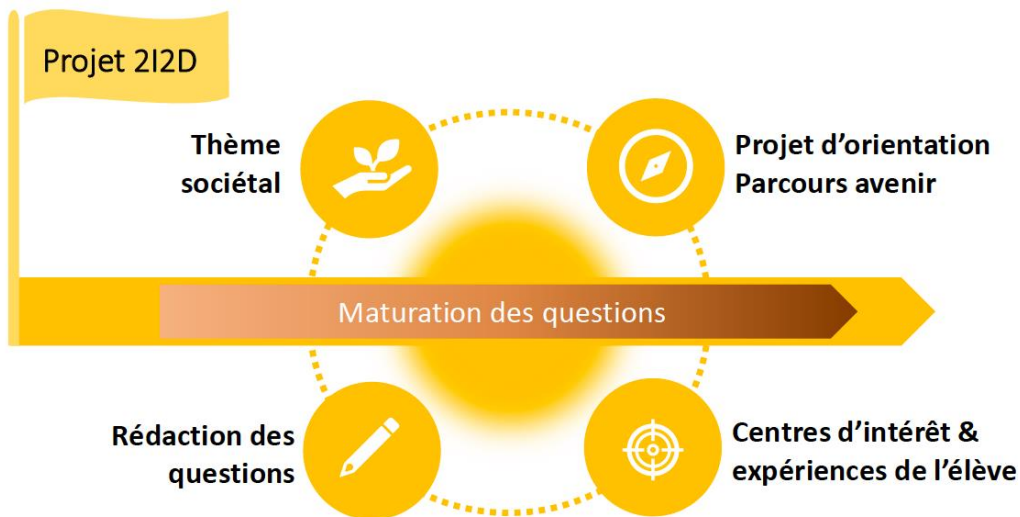 Projet 2I2D
Thème
sociétal
Projet d'orientation
Parcours avenir
Maturation des questions
Rédaction des
questions
Centres d'intérêt &
expériences de l'élève